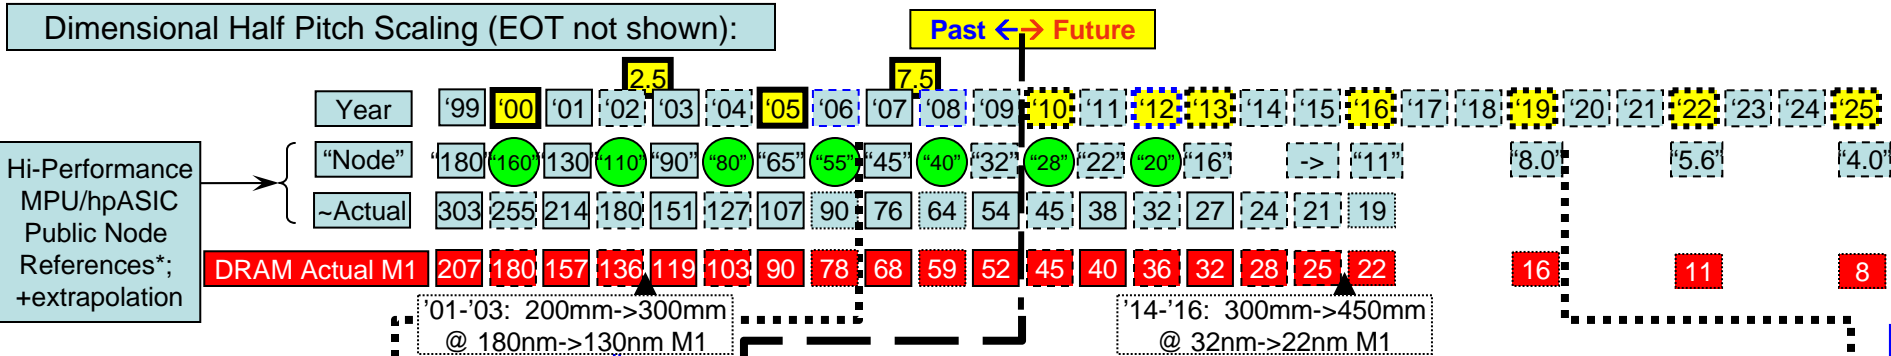 Dimensional Half Pitch Scaling (EOT not shown):
Past ←→ Future
2.5
7.5
Year
‘99 ‘00 ‘01 ‘02 ‘03 ‘04 ‘05 ‘06 ‘07 ‘08 ‘09 ‘10 ‘11 ‘12 ‘13 ‘14 ‘15 ‘16 ‘17 ‘18 ‘19 ‘20 ‘21 ‘22 ‘23 ‘24 ‘25
Hi-Performance
MPU/hpASIC
Public Node
References*;
+extrapolation
“Node”
“180” “160” “130” “110” “90” “80” “65” “55” “45” “40” “32” “28” “22” “20” “16” -> “11” “8.0” “5.6” “4.0”
~Actual
303 255 214 180 151 127 107 90 76 64 54 45 38 32 27 24 21 19
DRAM Actual M1
207 180 157 136 119 103 90 78 68 59 52 45 40 36 32 28 25 22 16 11 8
’01-’03: 200mm->300mm
@ 180nm->130nm M1
’14-’16: 300mm->450mm
@ 32nm->22nm M1